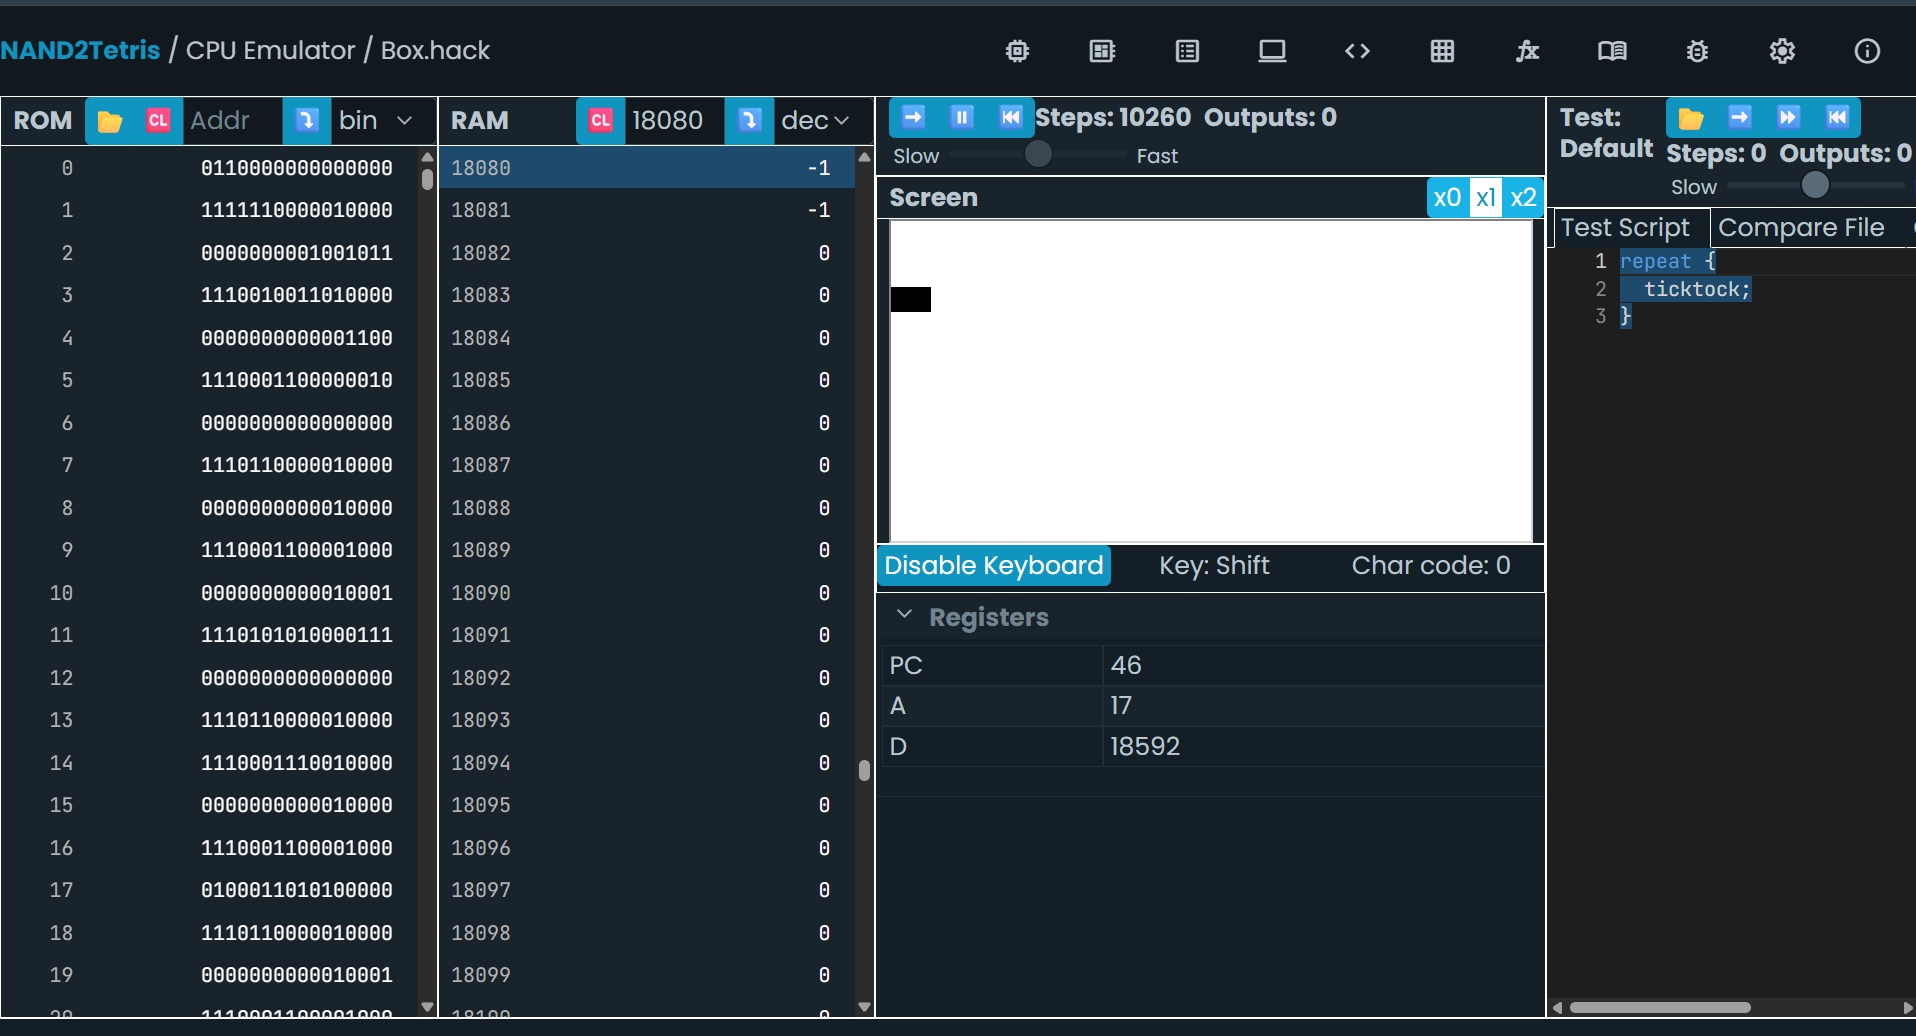 NAND2Tetris / CPU Emulator / Box.hack
ROM CL Addr bin
0 0110000000000000
1 1111110000010000
2 0000000001001011
3 1110010011010000
4 0000000000001100
5 1110001100000010
6 0000000000000000
7 1110110000010000
8 0000000000010000
9 1110001100001000
10 0000000000010001
11 1110101010000111
12 0000000000000000
13 1110110000010000
14 1110001110010000
15 0000000000010000
16 1110001100001000
17 0100011010100000
18 1110110000010000
19 0000000000010001
20 1110001100001000
RAM CL 18080 dec
18080 -1
18081 -1
18082 0
18083 0
18084 0
18085 0
18086 0
18087 0
18088 0
18089 0
18090 0
18091 0
18092 0
18093 0
18094 0
18095 0
18096 0
18097 0
18098 0
18099 0
18100 0
Steps: 10260 Outputs: 0
Slow Fast
Screen x0 x1 x2
Disable Keyboard Key: Shift Char code: 0
Registers
PC 46
A 17
D 18592
Test:
Default
Steps: 0 Outputs: 0
Slow
Test Script Compare File
1 repeat {
2 ticktock;
3 }